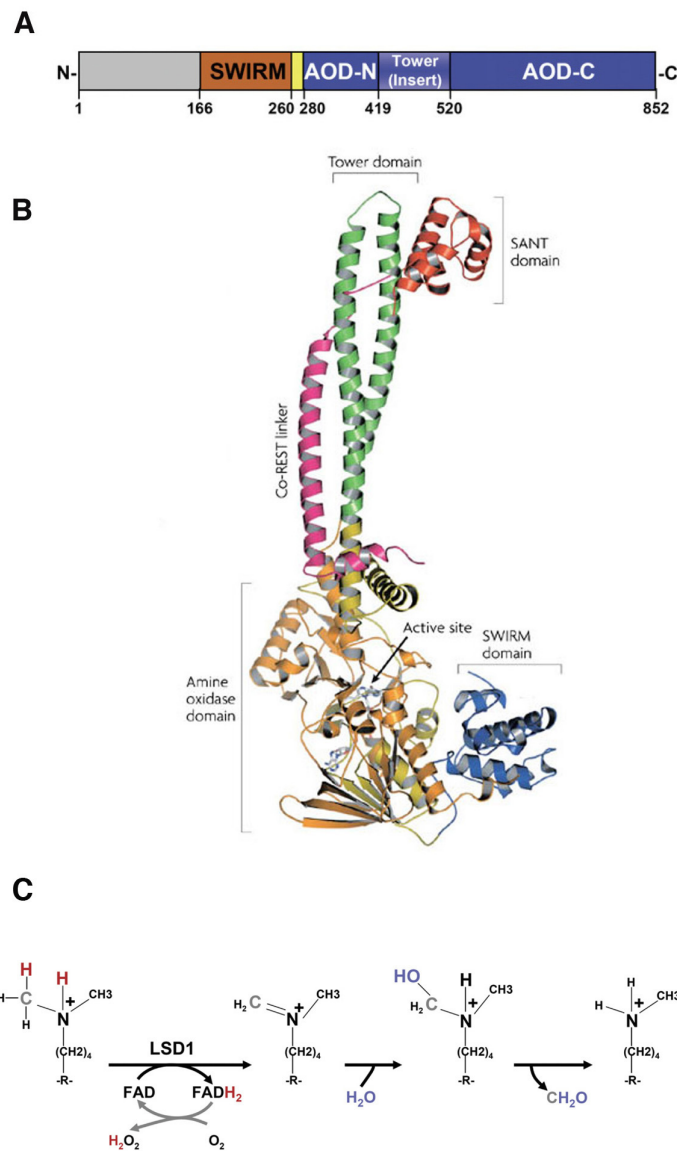 A
N- SWIRM AOD-N Tower (Insert) AOD-C -C
1 166 260 280 419 520 852
B
Tower domain
SANT
domain
Co-REST linker
Active site
SWIRM
domain
Amine
oxidase
domain
C
H H
H C N + CH3
H
(CH2)4
-R-
LSD1
FAD FADH2
H2O2 O2
H2C N + CH3
(CH2)4
-R-
H2O
HO H
C N + CH3
H2
(CH2)4
-R-
CH2O
H
H N + CH3
(CH2)4
-R-